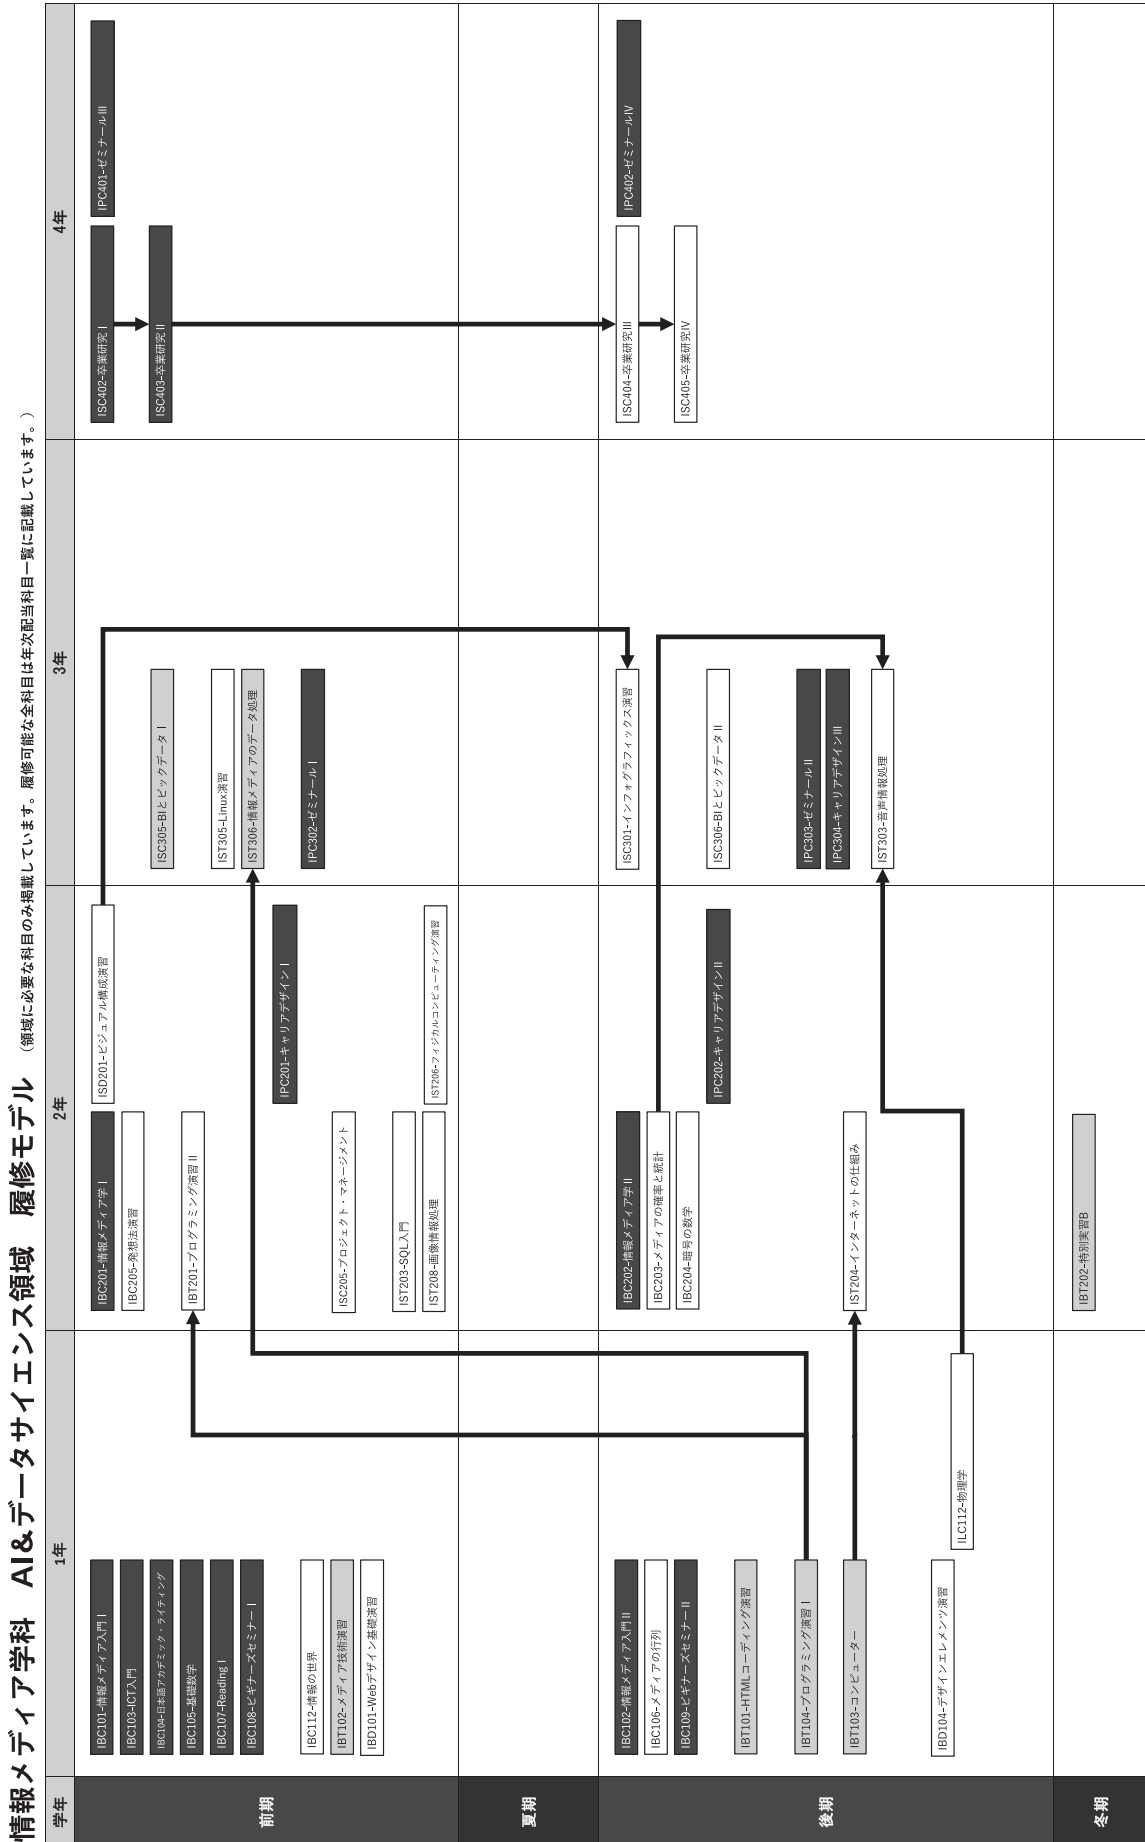 情報メディア学科　AI&データサイエンス領域　履修モデル（領域に必要な科目のみ掲載しています。履修可能な全科目は年次配当科目一覧に記載しています。）
学年
1年
2年
3年
4年
前期
IBC101-情報メディア入門Ⅰ
IBC103-ICT入門
IBC104-日本語アカデミック・ライティング
IBC105-基礎数学
IBC107-ReadingⅠ
IBC108-ビギナーズセミナーⅠ
IBC112-情報の世界
IBT102-メディア技術演習
IBD101-Webデザイン基礎演習
IBC201-情報メディア学Ⅰ
IBC205-発想法演習
IBT201-プログラミング演習Ⅱ
ISC205-プロジェクト・マネージメント
IST203-SQL入門
IST208-画像情報処理
ISD201-ビジュアル構成演習
IPC201-キャリアデザインⅠ
IST206-フィジカルコンピューティング演習
ISC305-BIとビックデータⅠ
IST305-Linux演習
IST306-情報メディアのデータ処理
IPC302-ゼミナールⅠ
ISC402-卒業研究Ⅰ
ISC403-卒業研究Ⅱ
IPC401-ゼミナールⅢ
夏期
後期
IBC102-情報メディア入門Ⅱ
IBC106-メディアの行列
IBC109-ビギナーズセミナーⅡ
IBT101-HTMLコーディング演習
IBT104-プログラミング演習Ⅰ
IBT103-コンピューター
IBD104-デザインエレメンツ演習
ILC112-物理学
IBC202-情報メディア学Ⅱ
IBC203-メディアの確率と統計
IBC204-暗号の数学
IST204-インターネットの仕組み
IPC202-キャリアデザインⅡ
ISC301-インフォグラフィックス演習
ISC306-BIとビックデータⅡ
IPC303-ゼミナールⅡ
IPC304-キャリアデザインⅢ
IST303-音声情報処理
ISC404-卒業研究Ⅲ
ISC405-卒業研究Ⅳ
IPC402-ゼミナールⅣ
冬期
IBT202-特別実習B